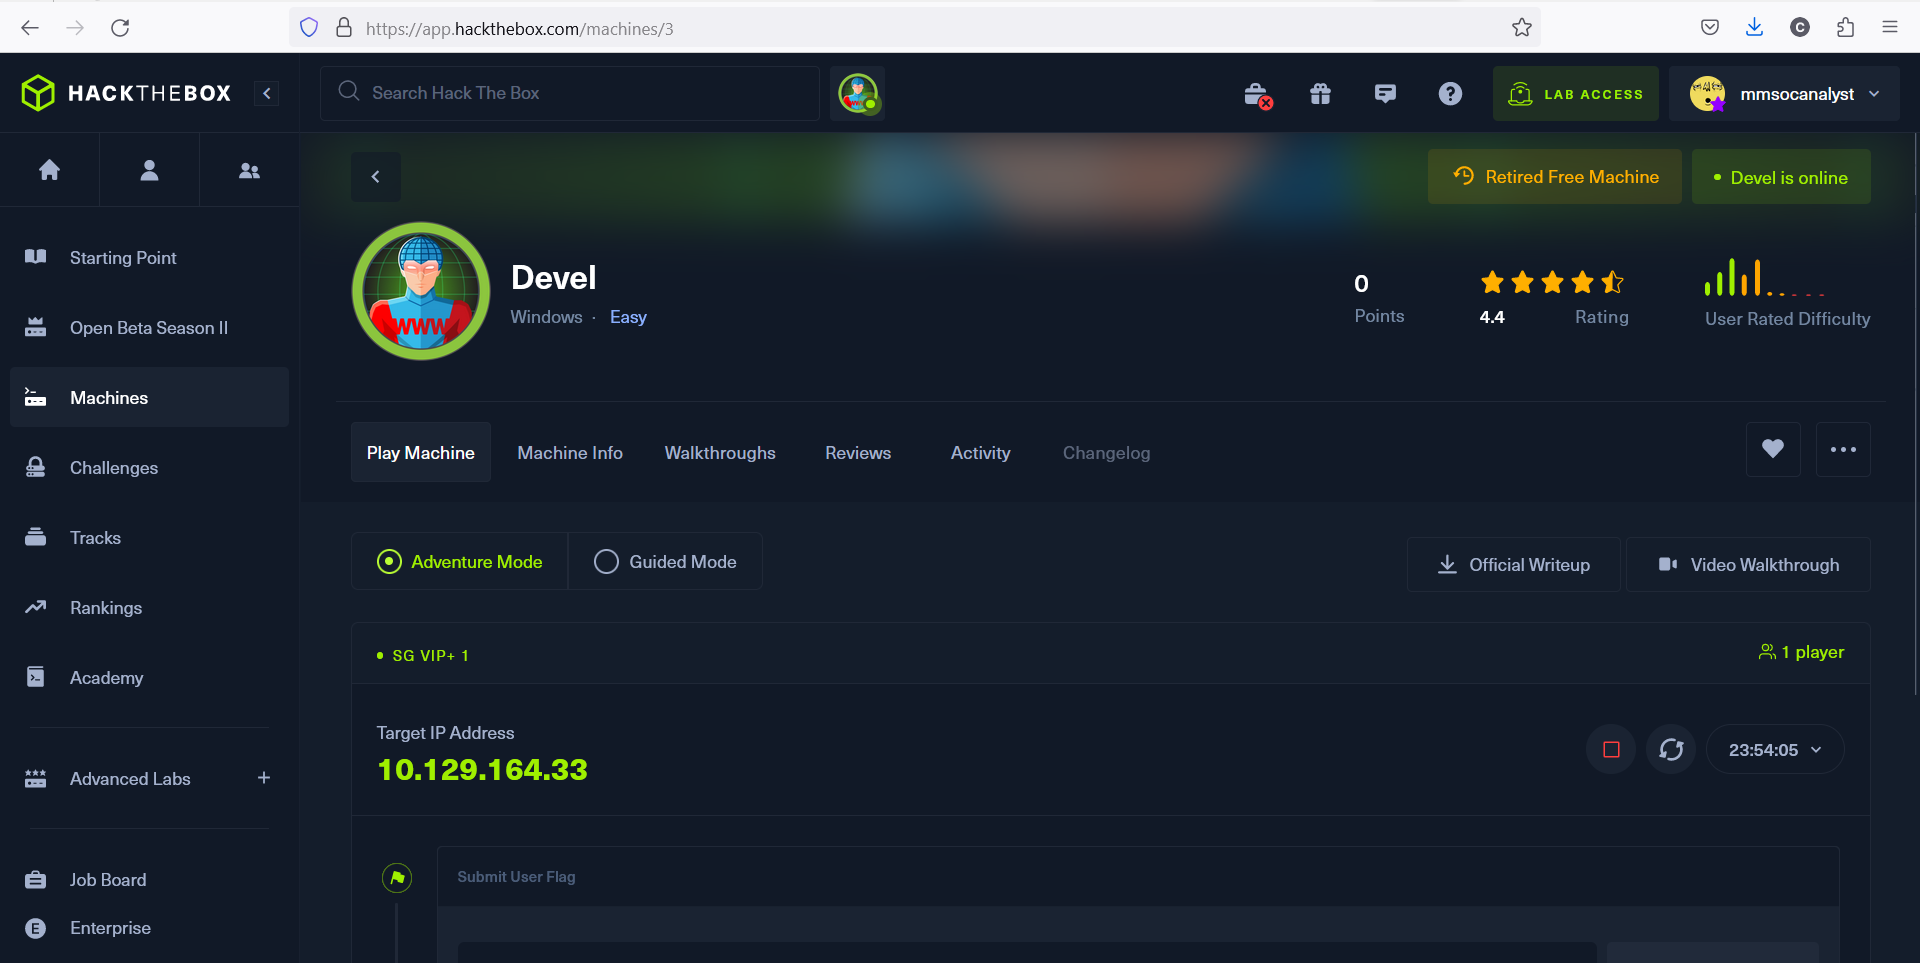 https://app.hackthebox.com/machines/3
C
HACKTHEBOX
Search Hack The Box
LAB ACCESS
mmsocanalyst
Retired Free Machine
Devel is online
Starting Point
Open Beta Season II
Machines
Challenges
Tracks
Rankings
Academy
Advanced Labs
Job Board
E
Enterprise
WWW
Devel
Windows · Easy
0
Points
4.4
Rating
User Rated Difficulty
Play Machine
Machine Info
Walkthroughs
Reviews
Activity
Changelog
Adventure Mode
Guided Mode
Official Writeup
Video Walkthrough
SG VIP+ 1
1 player
Target IP Address
10.129.164.33
23:54:05
Submit User Flag